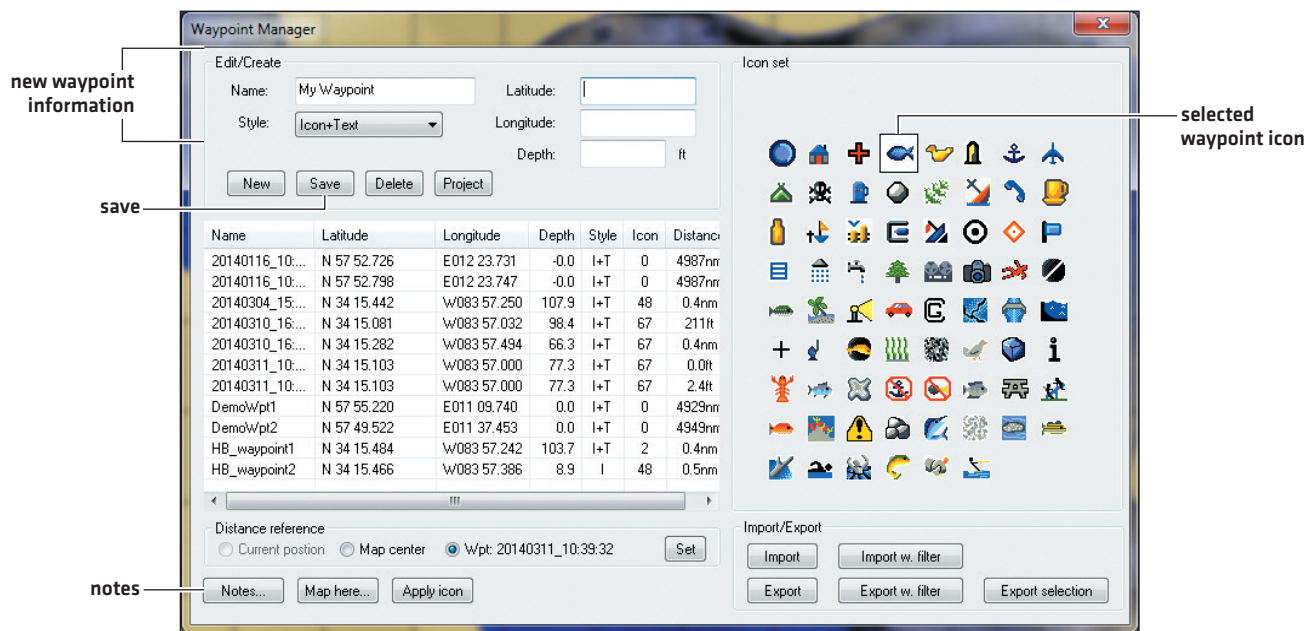 Waypoint Manager
new waypoint
information
Edit/Create
Name: My Waypoint Latitude:
Style: Icon+Text Longitude:
Depth: ft
New Save Delete Project
save
Name Latitude Longitude Depth Style Icon Distance
20140116_10:... N 57 52.726 E012 23.731 -0.0 I+T 0 4987nm
20140116_10:... N 57 52.798 E012 23.747 -0.0 I+T 0 4987nm
20140304_15:... N 34 15.442 W083 57.250 107.9 I+T 48 0.4nm
20140310_16:... N 34 15.081 W083 57.032 98.4 I+T 67 211ft
20140310_16:... N 34 15.282 W083 57.494 66.3 I+T 67 0.4nm
20140311_10:... N 34 15.103 W083 57.000 77.3 I+T 67 0.0ft
20140311_10:... N 34 15.103 W083 57.000 77.3 I+T 67 2.4ft
DemoWpt1 N 57 55.220 E011 09.740 0.0 I+T 0 4929nm
DemoWpt2 N 57 49.522 E011 37.453 0.0 I+T 0 4949nm
HB_waypoint1 N 34 15.484 W083 57.242 103.7 I+T 2 0.4nm
HB_waypoint2 N 34 15.466 W083 57.386 8.9 I 48 0.5nm
Distance reference
Current postion Map center Wpt: 20140311_10:39:32 Set
notes
Notes... Map here... Apply icon
Icon set
selected
waypoint icon
Import/Export
Import Import w. filter
Export Export w. filter Export selection